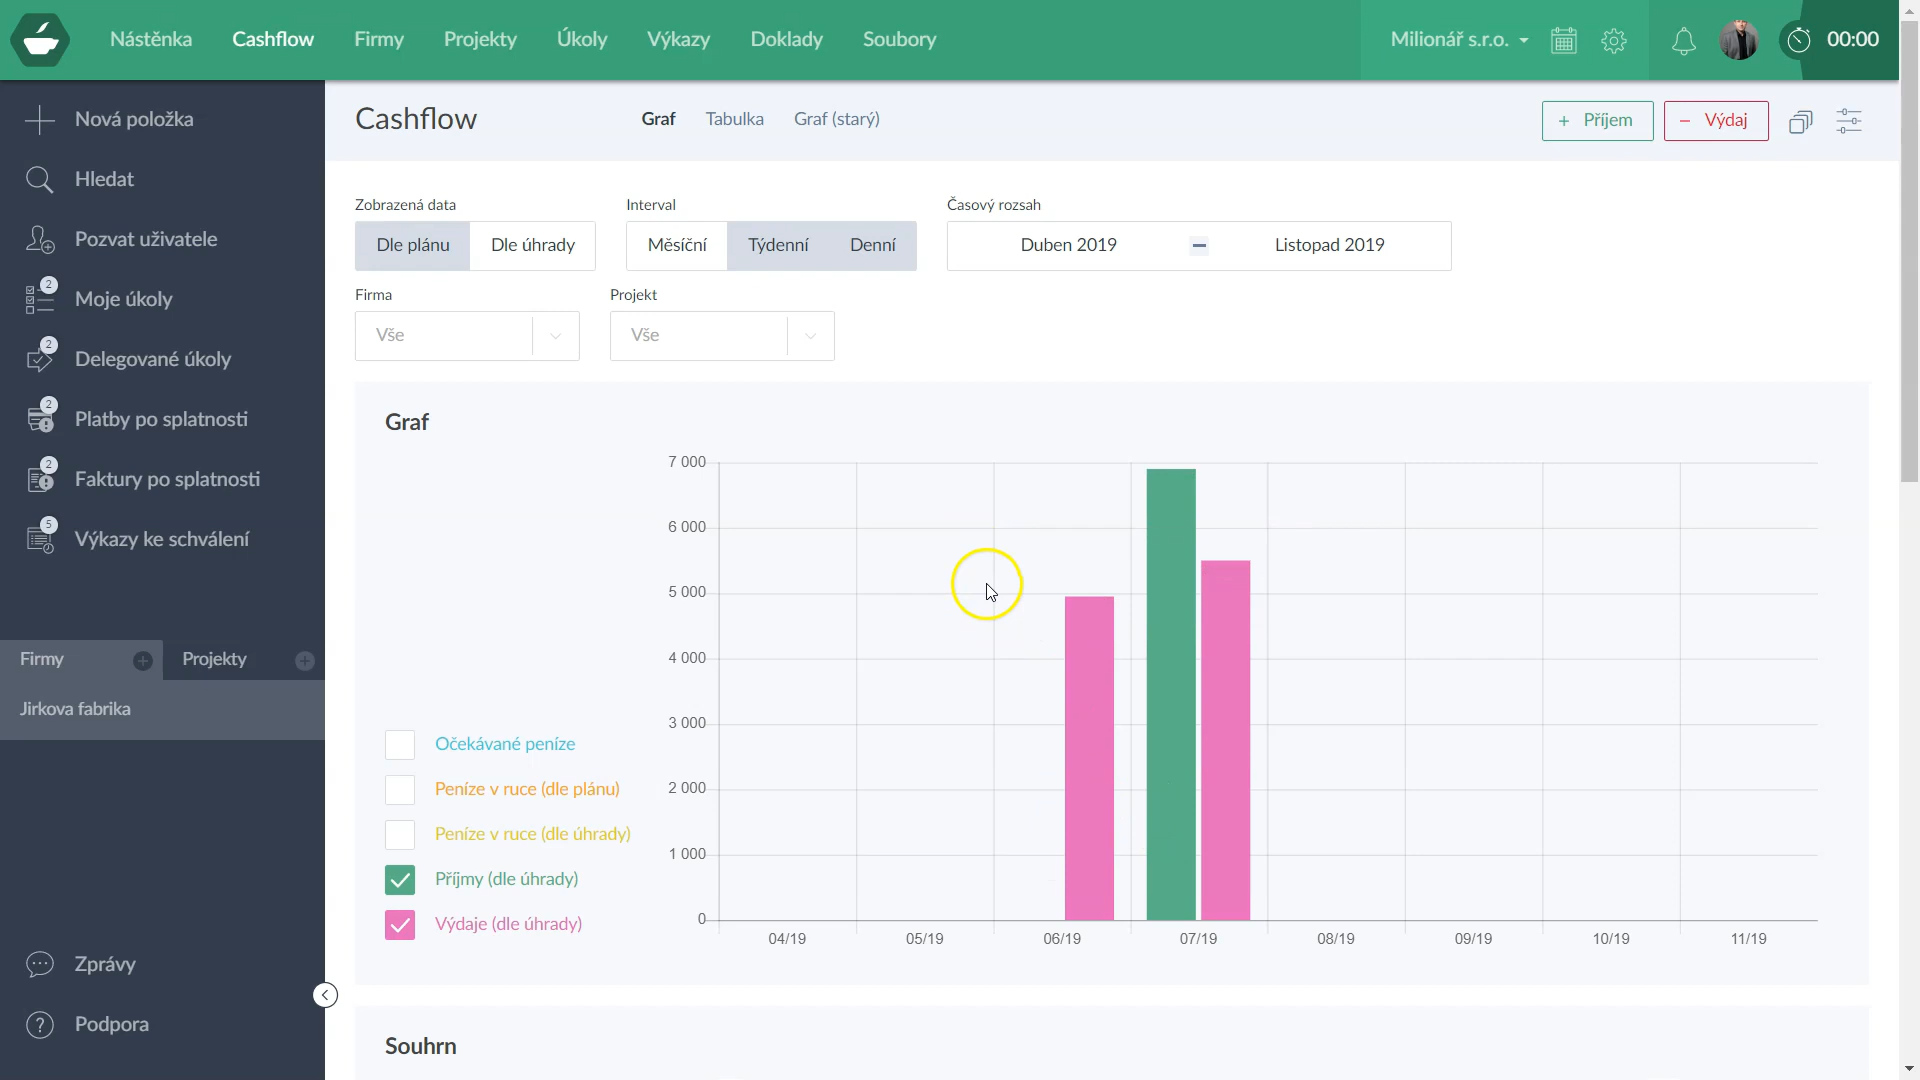 Nástěnka Cashflow Firmy Projekty Úkoly Výkazy Doklady Soubory Milionář s.r.o. 00:00
Nová položka
Hledat
Pozvat uživatele
2
Moje úkoly
2
Delegované úkoly
2
Platby po splatnosti
2
Faktury po splatnosti
5
Výkazy ke schválení
Firmy Projekty
Jirkova fabrika
Zprávy
Podpora
Cashflow Graf Tabulka Graf (starý) + Příjem − Výdaj
Zobrazená data Interval Časový rozsah
Dle plánu Dle úhrady Měsíční Týdenní Denní Duben 2019 Listopad 2019
Firma Projekt
Vše Vše
Graf
7 000
6 000
5 000
4 000
3 000
2 000
1 000
0
04/19 05/19 06/19 07/19 08/19 09/19 10/19 11/19
Očekávané peníze
Peníze v ruce (dle plánu)
Peníze v ruce (dle úhrady)
Příjmy (dle úhrady)
Výdaje (dle úhrady)
Souhrn